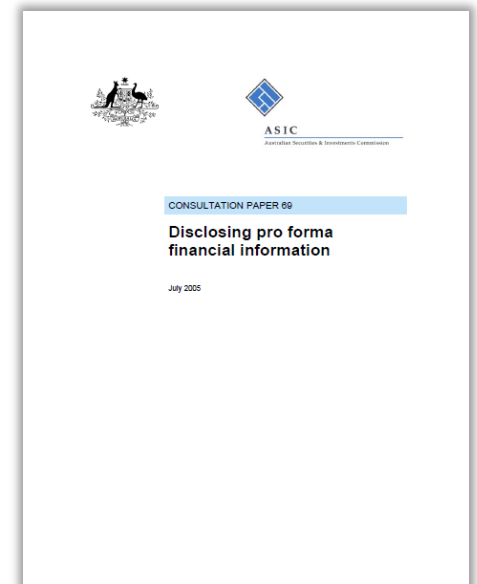 ASIC
Australian Securities & Investments Commission
CONSULTATION PAPER 69
Disclosing pro forma
financial information
July 2005